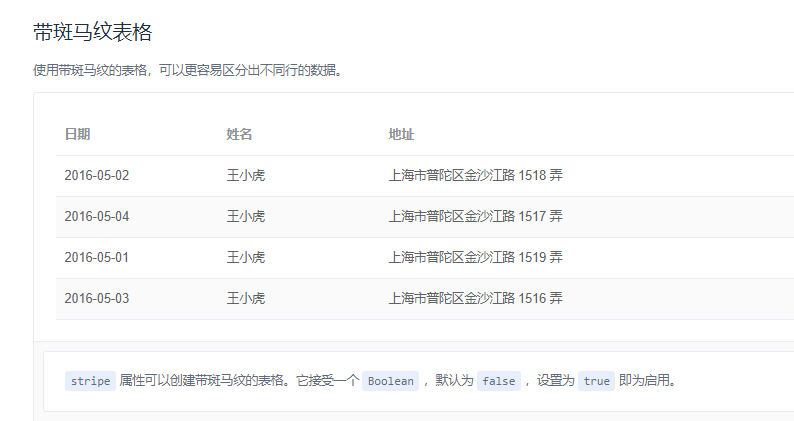 带斑马纹表格
使用带斑马纹的表格，可以更容易区分出不同行的数据。
日期 姓名 地址
2016-05-02 王小虎 上海市普陀区金沙江路 1518 弄
2016-05-04 王小虎 上海市普陀区金沙江路 1517 弄
2016-05-01 王小虎 上海市普陀区金沙江路 1519 弄
2016-05-03 王小虎 上海市普陀区金沙江路 1516 弄
stripe 属性可以创建带斑马纹的表格。它接受一个 Boolean ，默认为 false ，设置为 true 即为启用。